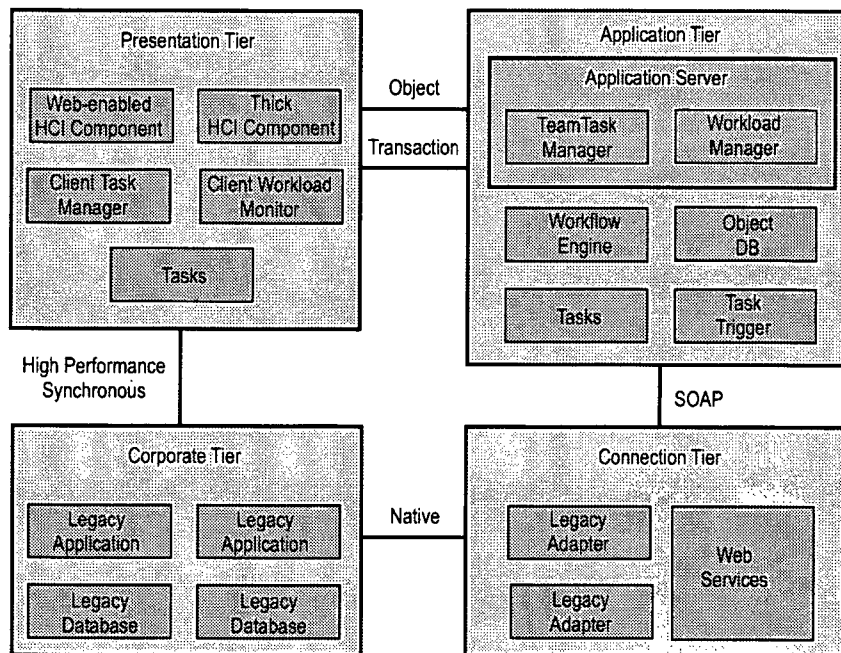 Presentation Tier
Web-enabled
HCI Component
Thick
HCI Component
Client Task
Manager
Client Workload
Monitor
Tasks
Object
Transaction
Application Tier
Application Server
TeamTask
Manager
Workload
Manager
Workflow
Engine
Object
DB
Tasks
Task
Trigger
High Performance
Synchronous
SOAP
Corporate Tier
Legacy
Application
Legacy
Application
Legacy
Database
Legacy
Database
Native
Connection Tier
Legacy
Adapter
Legacy
Adapter
Web
Services